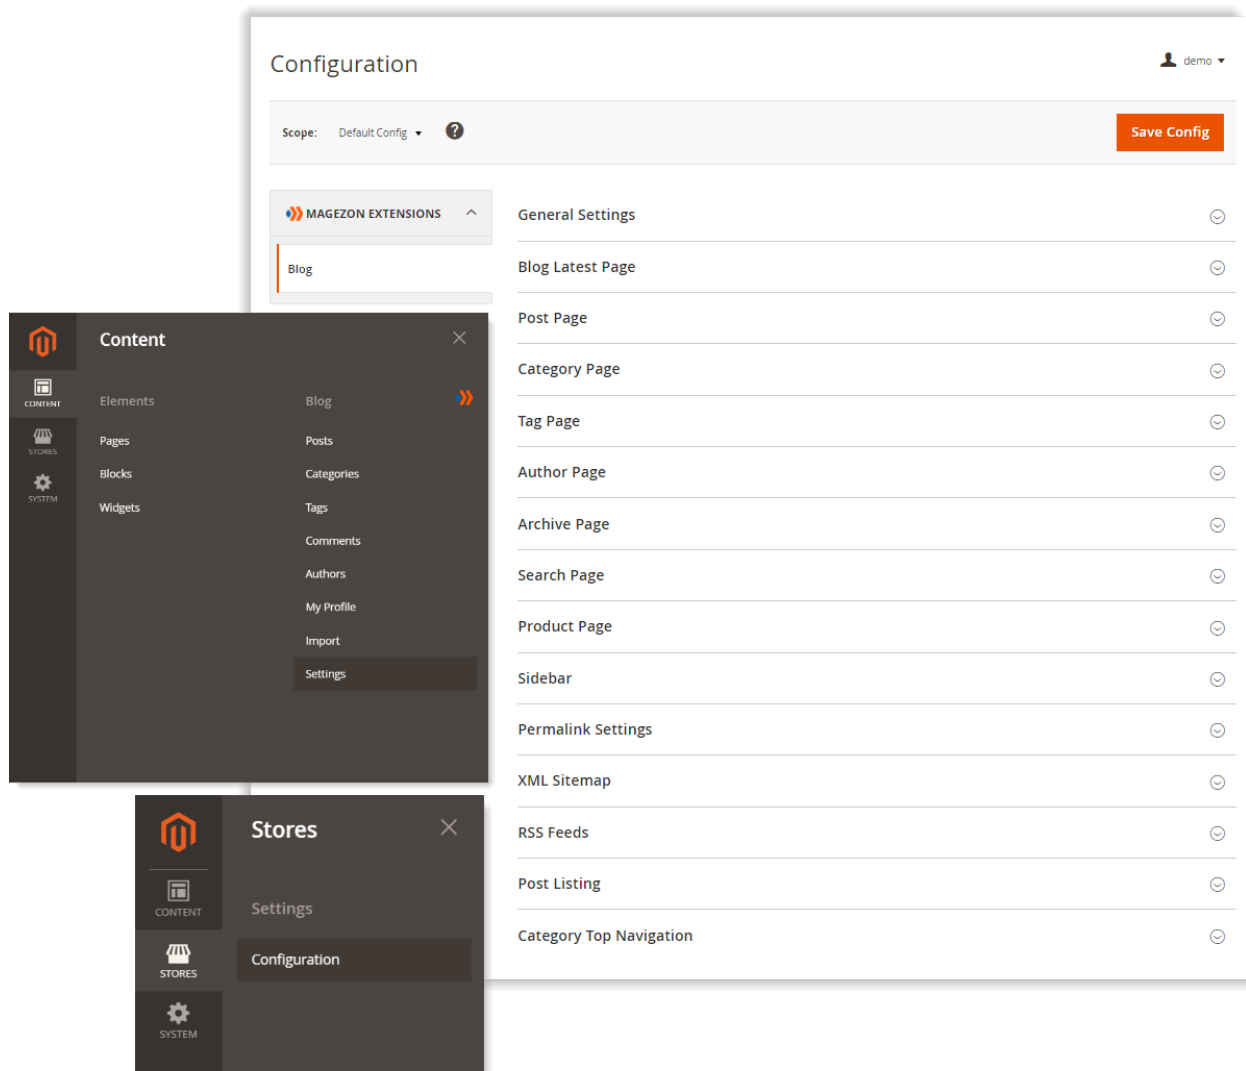 Configuration
demo
Scope: Default Config
Save Config
MAGEZON EXTENSIONS
Blog
General Settings
Blog Latest Page
Post Page
Category Page
Tag Page
Author Page
Archive Page
Search Page
Product Page
Sidebar
Permalink Settings
XML Sitemap
RSS Feeds
Post Listing
Category Top Navigation
CONTENT
STORES
SYSTEM
Content
Elements
Pages
Blocks
Widgets
Blog
Posts
Categories
Tags
Comments
Authors
My Profile
Import
Settings
CONTENT
STORES
SYSTEM
Stores
Settings
Configuration